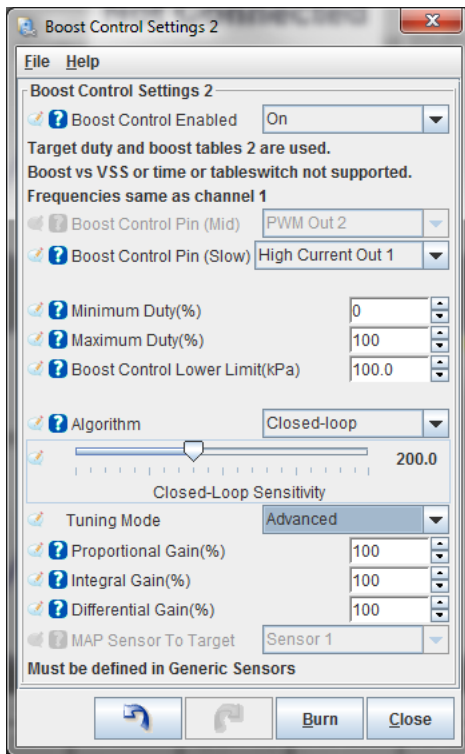 Boost Control Settings 2
File Help
Boost Control Settings 2
Boost Control Enabled On
Target duty and boost tables 2 are used.
Boost vs VSS or time or tableswitch not supported.
Frequencies same as channel 1
Boost Control Pin (Mid) PWM Out 2
Boost Control Pin (Slow) High Current Out 1
Minimum Duty(%) 0
Maximum Duty(%) 100
Boost Control Lower Limit(kPa) 100.0
Algorithm Closed-loop
200.0
Closed-Loop Sensitivity
Tuning Mode Advanced
Proportional Gain(%) 100
Integral Gain(%) 100
Differential Gain(%) 100
MAP Sensor To Target Sensor 1
Must be defined in Generic Sensors
Burn Close